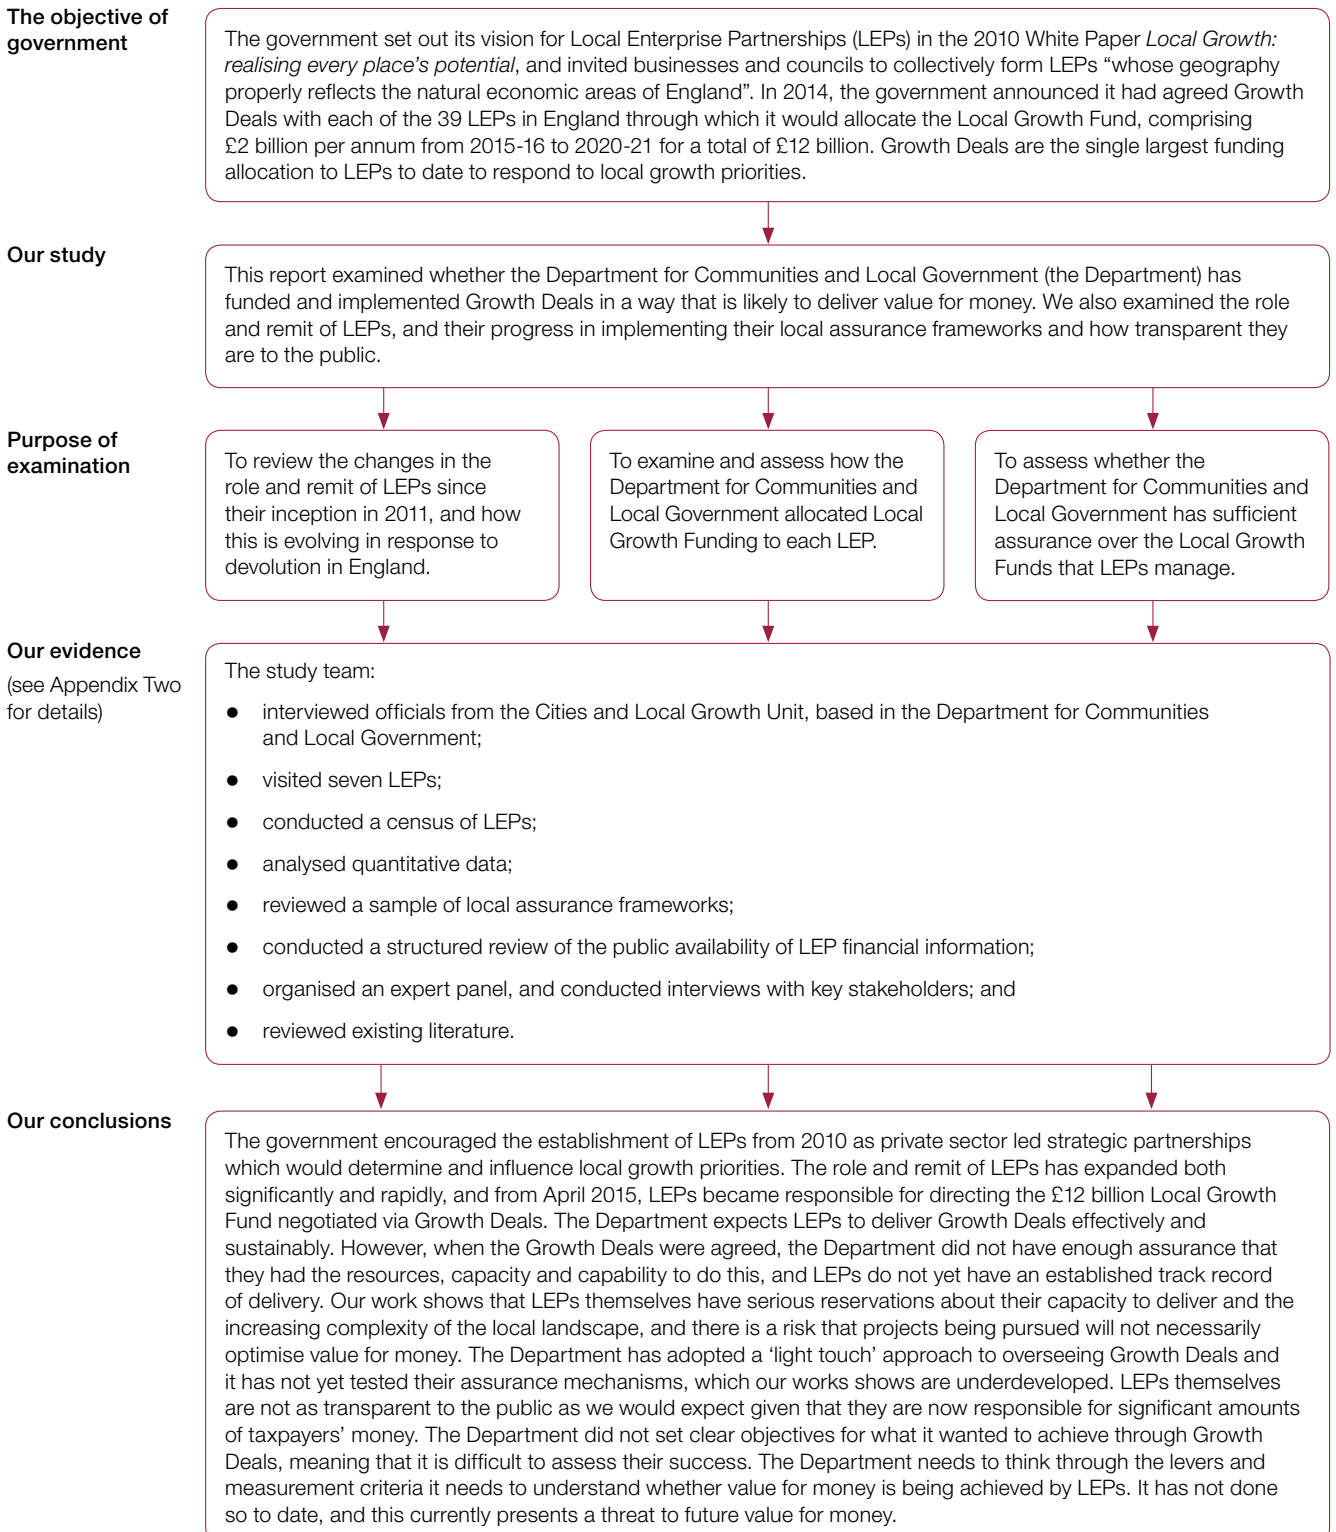 The objective of
government
The government set out its vision for Local Enterprise Partnerships (LEPs) in the 2010 White Paper Local Growth:
realising every place's potential, and invited businesses and councils to collectively form LEPs “whose geography
properly reflects the natural economic areas of England”. In 2014, the government announced it had agreed Growth
Deals with each of the 39 LEPs in England through which it would allocate the Local Growth Fund, comprising
£2 billion per annum from 2015-16 to 2020-21 for a total of £12 billion. Growth Deals are the single largest funding
allocation to LEPs to date to respond to local growth priorities.
Our study
This report examined whether the Department for Communities and Local Government (the Department) has
funded and implemented Growth Deals in a way that is likely to deliver value for money. We also examined the role
and remit of LEPs, and their progress in implementing their local assurance frameworks and how transparent they
are to the public.
Purpose of
examination
To review the changes in the
role and remit of LEPs since
their inception in 2011, and how
this is evolving in response to
devolution in England.
To examine and assess how the
Department for Communities and
Local Government allocated Local
Growth Funding to each LEP.
To assess whether the
Department for Communities and
Local Government has sufficient
assurance over the Local Growth
Funds that LEPs manage.
Our evidence
(see Appendix Two
for details)
The study team:
● interviewed officials from the Cities and Local Growth Unit, based in the Department for Communities
and Local Government;
● visited seven LEPs;
● conducted a census of LEPs;
● analysed quantitative data;
● reviewed a sample of local assurance frameworks;
● conducted a structured review of the public availability of LEP financial information;
● organised an expert panel, and conducted interviews with key stakeholders; and
● reviewed existing literature.
Our conclusions
The government encouraged the establishment of LEPs from 2010 as private sector led strategic partnerships
which would determine and influence local growth priorities. The role and remit of LEPs has expanded both
significantly and rapidly, and from April 2015, LEPs became responsible for directing the £12 billion Local Growth
Fund negotiated via Growth Deals. The Department expects LEPs to deliver Growth Deals effectively and
sustainably. However, when the Growth Deals were agreed, the Department did not have enough assurance that
they had the resources, capacity and capability to do this, and LEPs do not yet have an established track record
of delivery. Our work shows that LEPs themselves have serious reservations about their capacity to deliver and the
increasing complexity of the local landscape, and there is a risk that projects being pursued will not necessarily
optimise value for money. The Department has adopted a ‘light touch’ approach to overseeing Growth Deals and
it has not yet tested their assurance mechanisms, which our works shows are underdeveloped. LEPs themselves
are not as transparent to the public as we would expect given that they are now responsible for significant amounts
of taxpayers’ money. The Department did not set clear objectives for what it wanted to achieve through Growth
Deals, meaning that it is difficult to assess their success. The Department needs to think through the levers and
measurement criteria it needs to understand whether value for money is being achieved by LEPs. It has not done
so to date, and this currently presents a threat to future value for money.